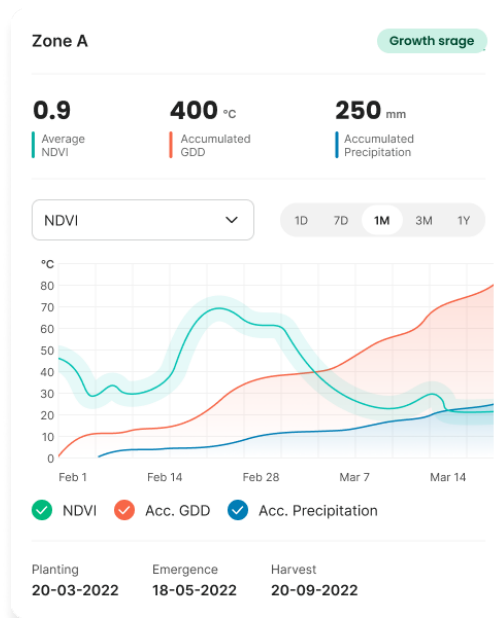 Zone A
Growth srage
0.9
400 °C
250 mm
Average
NDVI
Accumulated
GDD
Accumulated
Precipitation
NDVI
1D 7D 1M 3M 1Y
°C
80
70
60
50
40
30
20
10
0
Feb 1 Feb 14 Feb 28 Mar 7 Mar 14
NDVI Acc. GDD Acc. Precipitation
Planting Emergence Harvest
20-03-2022 18-05-2022 20-09-2022